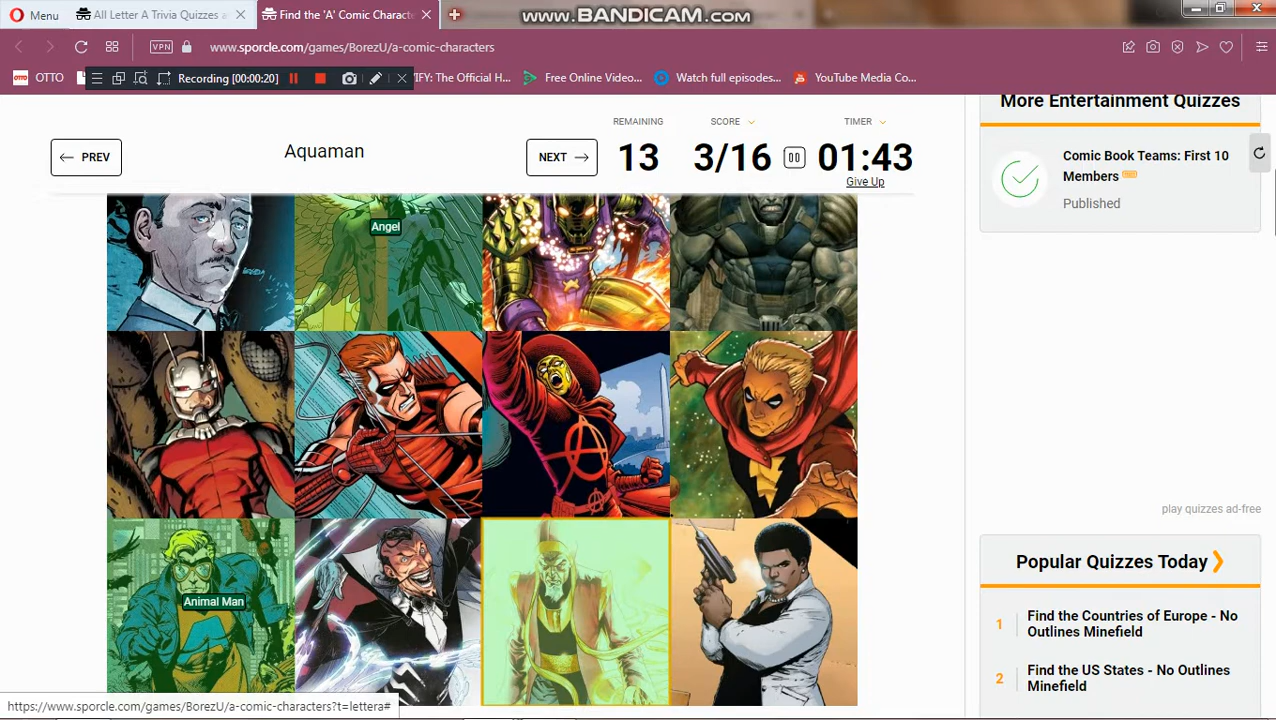 Menu
All Letter A Trivia Quizzes a
Find the 'A' Comic Characte
www.BANDICAM.com
VPN
www.sporcle.com/games/BorezU/a-comic-characters
OTTO
Recording [00:00:20]
IFY: The Official H...
Free Online Video...
Watch full episodes...
YouTube Media Co...
PREV
Aquaman
NEXT
REMAINING
13
SCORE
3/16
TIMER
01:43
Give Up
Angel
Animal Man
More Entertainment Quizzes
Comic Book Teams: First 10
Members
Published
play quizzes ad-free
Popular Quizzes Today
1 Find the Countries of Europe - No
Outlines Minefield
2 Find the US States - No Outlines
Minefield
https://www.sporcle.com/games/BorezU/a-comic-characters?t=lettera#